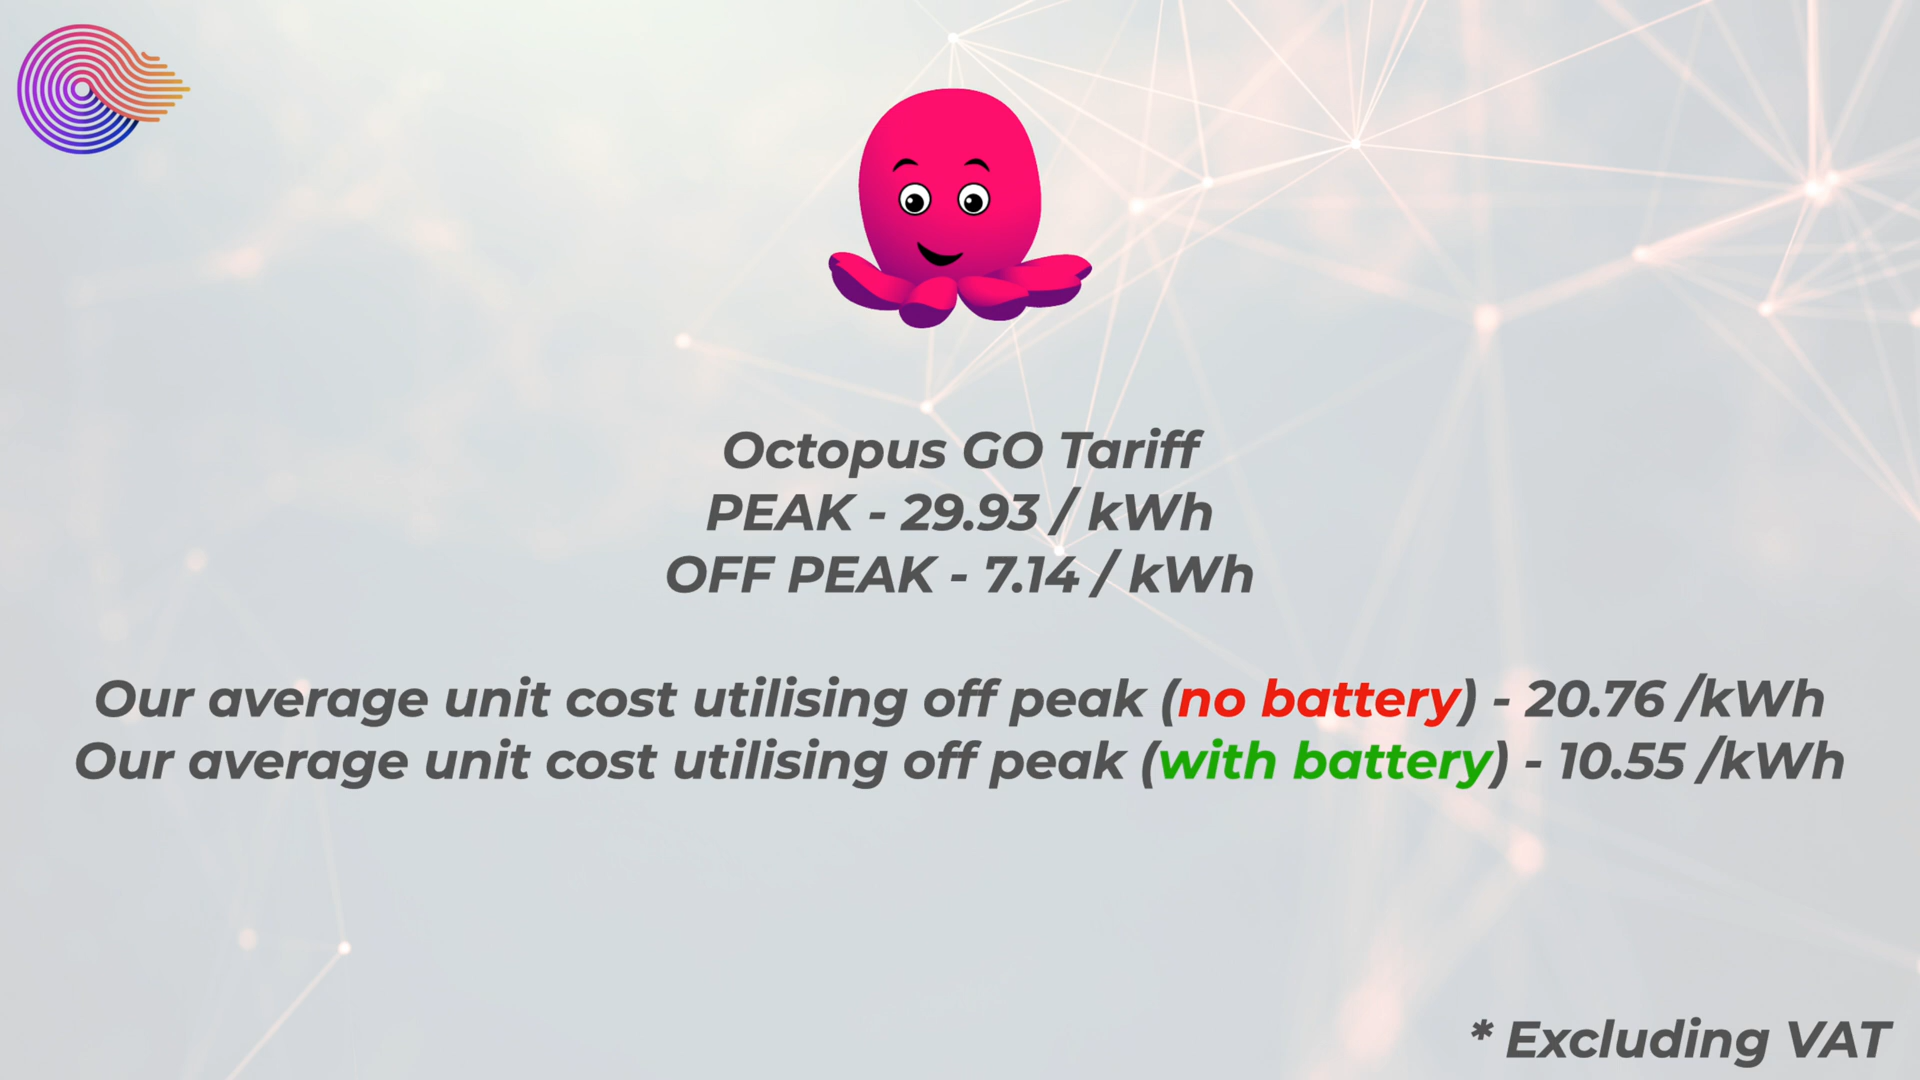 Octopus GO Tariff
PEAK - 29.93 / kWh
OFF PEAK - 7.14 / kWh
Our average unit cost utilising off peak (no battery) - 20.76 /kWh
Our average unit cost utilising off peak (with battery) - 10.55 /kWh
* Excluding VAT